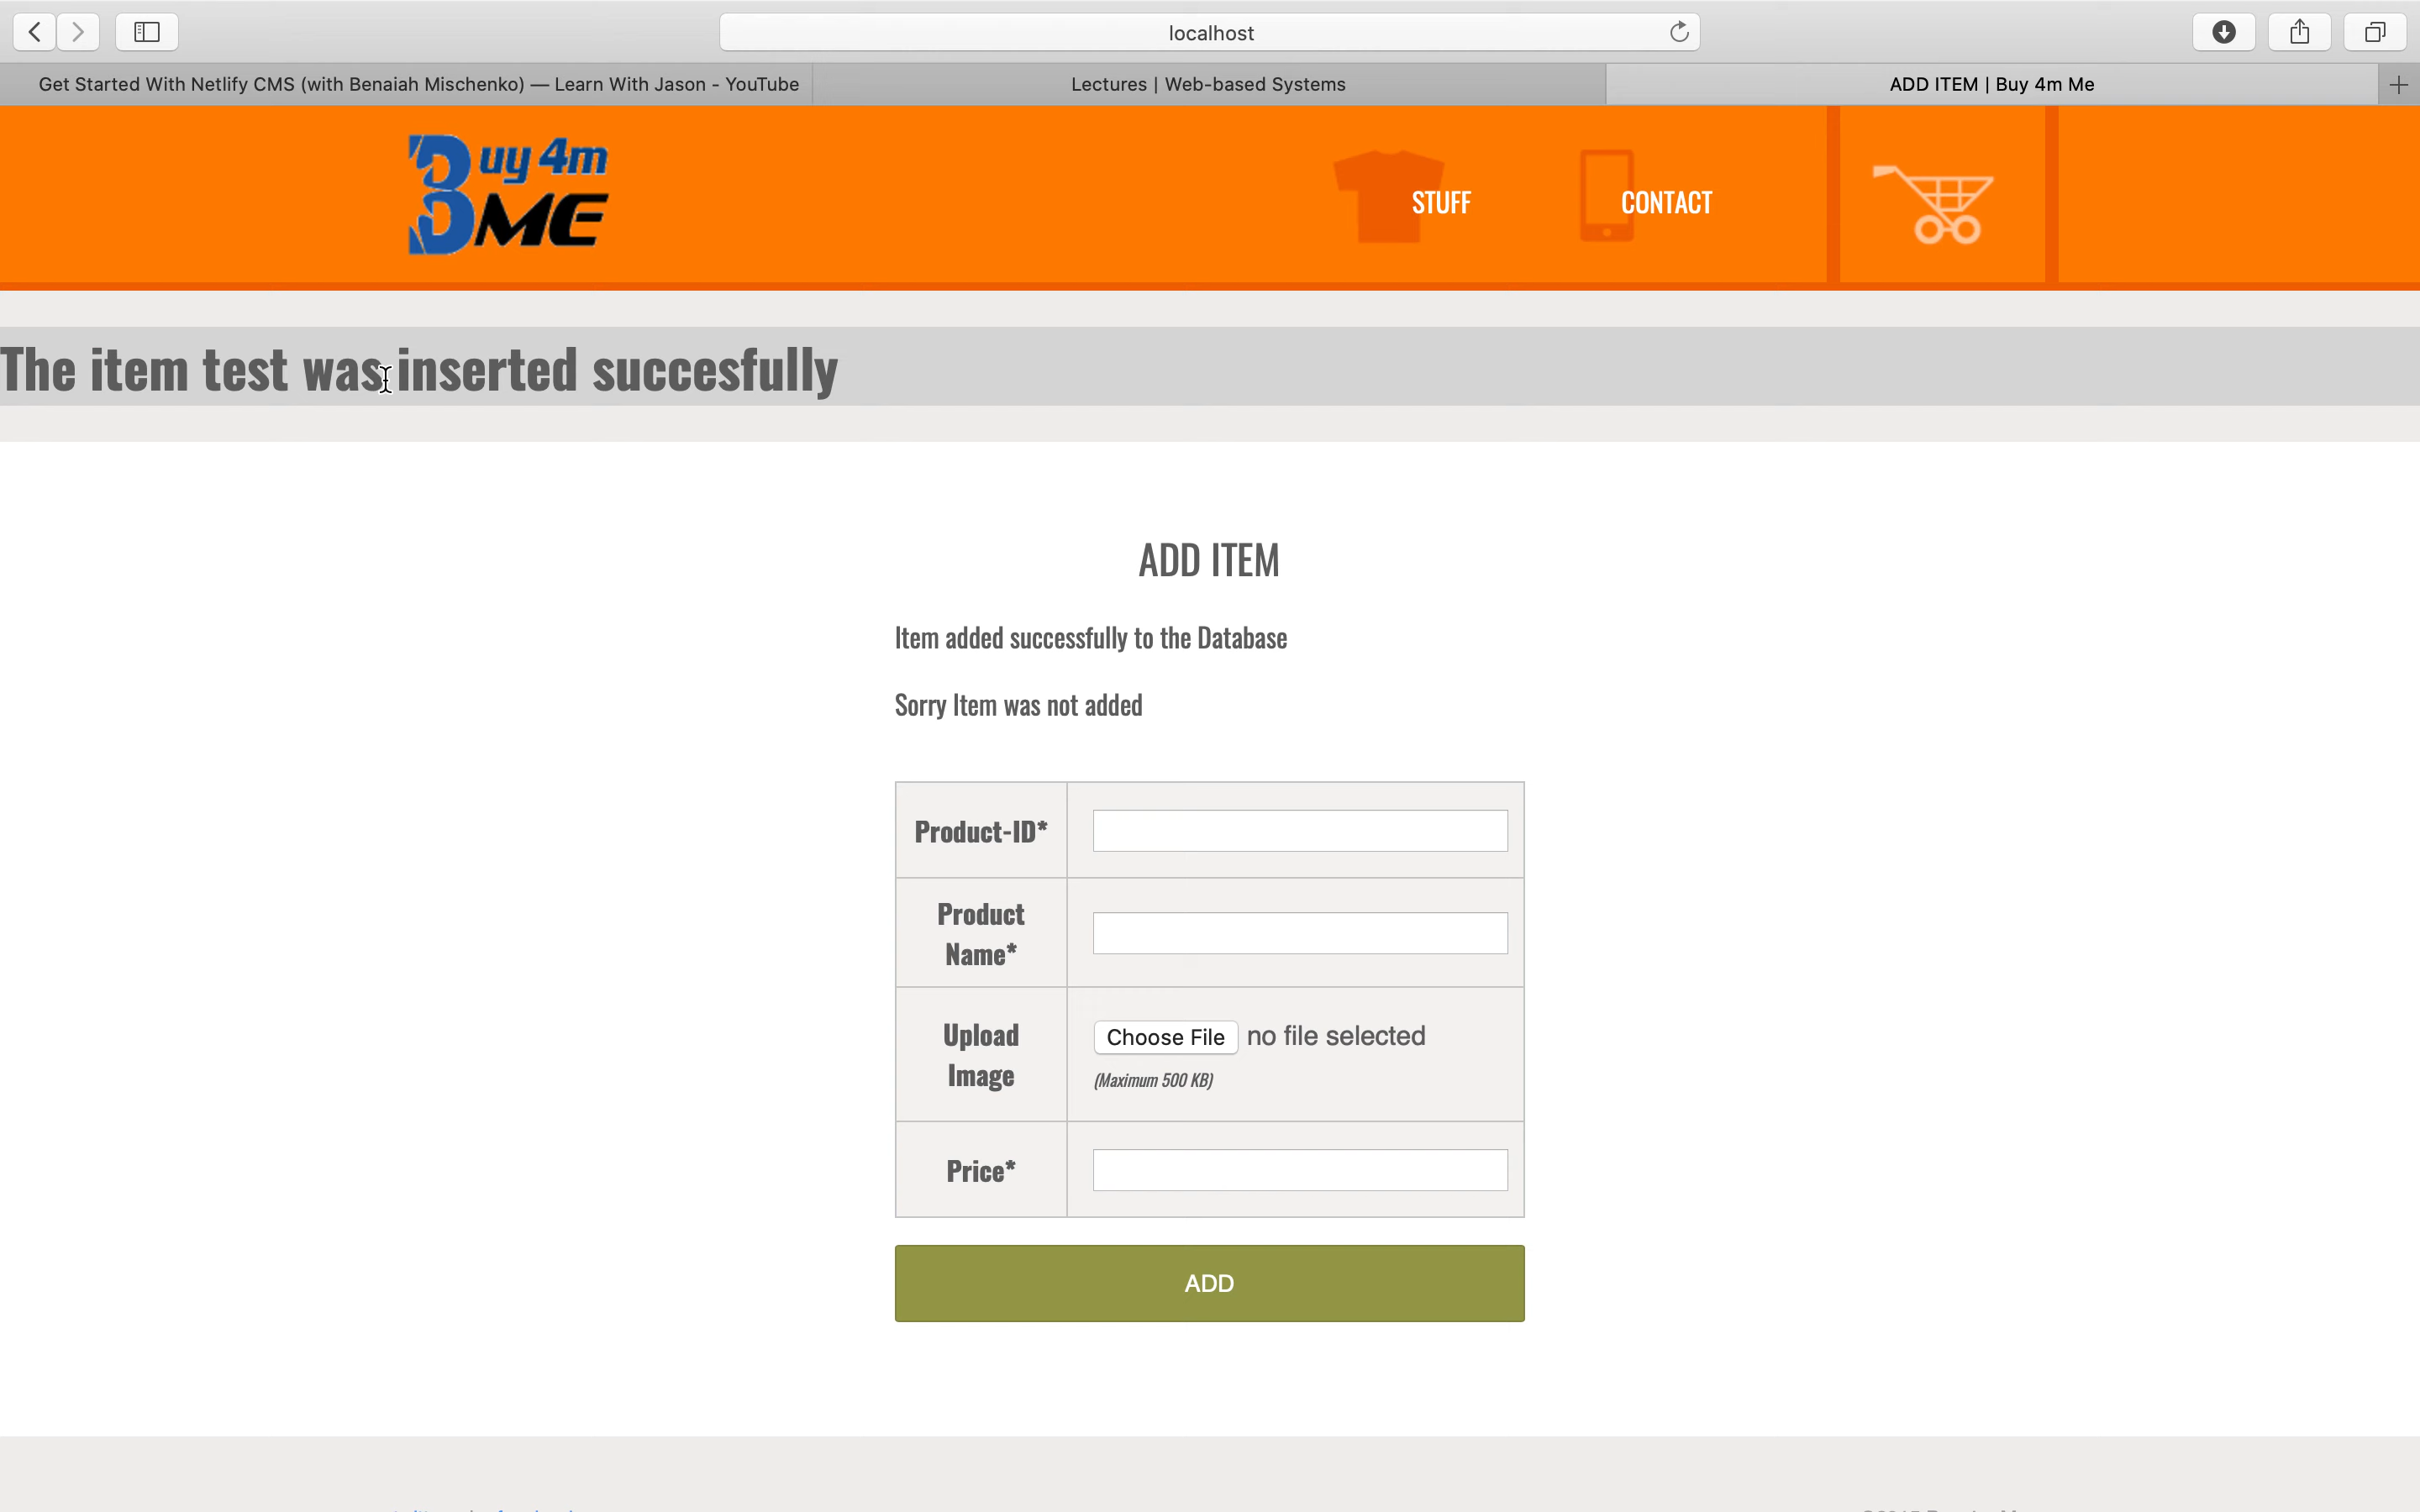 localhost
Get Started With Netlify CMS (with Benaiah Mischenko) — Learn With Jason - YouTube
Lectures | Web-based Systems
ADD ITEM | Buy 4m Me
Buy 4m
ME
STUFF
CONTACT
The item test was inserted succesfully
ADD ITEM
Item added successfully to the Database
Sorry Item was not added
Product-ID*
Product
Name*
Upload
Image
Choose File no file selected
(Maximum 500 KB)
Price*
ADD